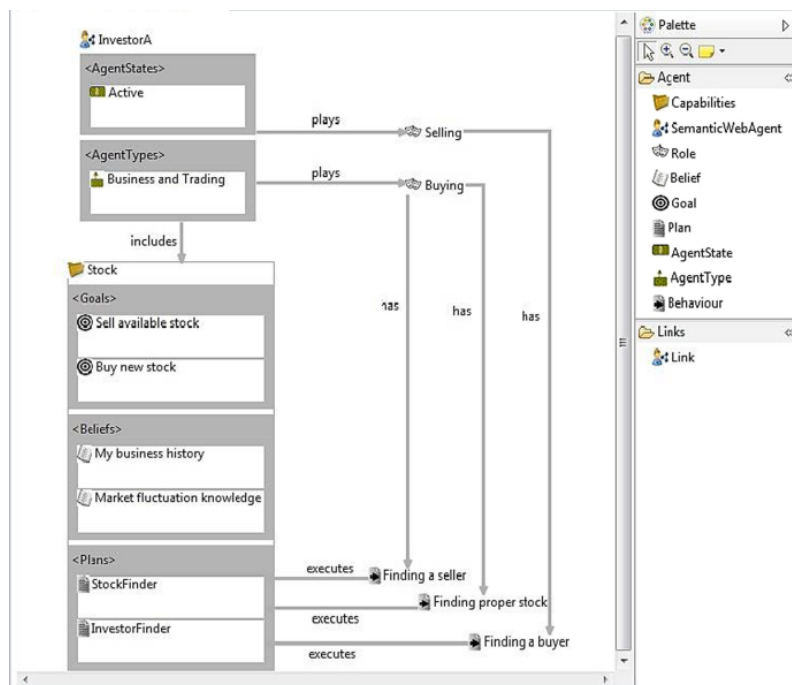 InvestorA
<AgentStates>
Active
<AgentTypes>
Business and Trading
plays
Selling
plays
Buying
includes
Stock
<Goals>
Sell available stock
Buy new stock
has
has
has
<Beliefs>
My business history
Market fluctuation knowledge
<Plans>
StockFinder
InvestorFinder
executes
Finding a seller
executes
Finding proper stock
executes
Finding a buyer
Palette
Agent
Capabilities
SemanticWebAgent
Role
Belief
Goal
Plan
AgentState
AgentType
Behaviour
Links
Link